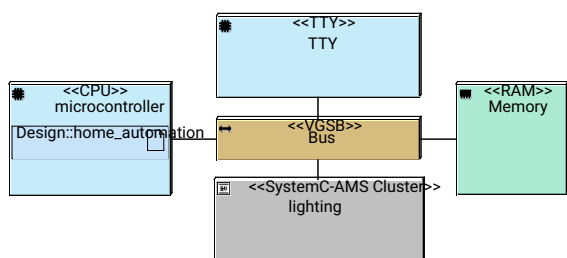 <<TTY>>
TTY
<<CPU>>
microcontroller
Design::home_automation
<<VGSB>>
Bus
<<RAM>>
Memory
<<SystemC-AMS Cluster>>
lighting